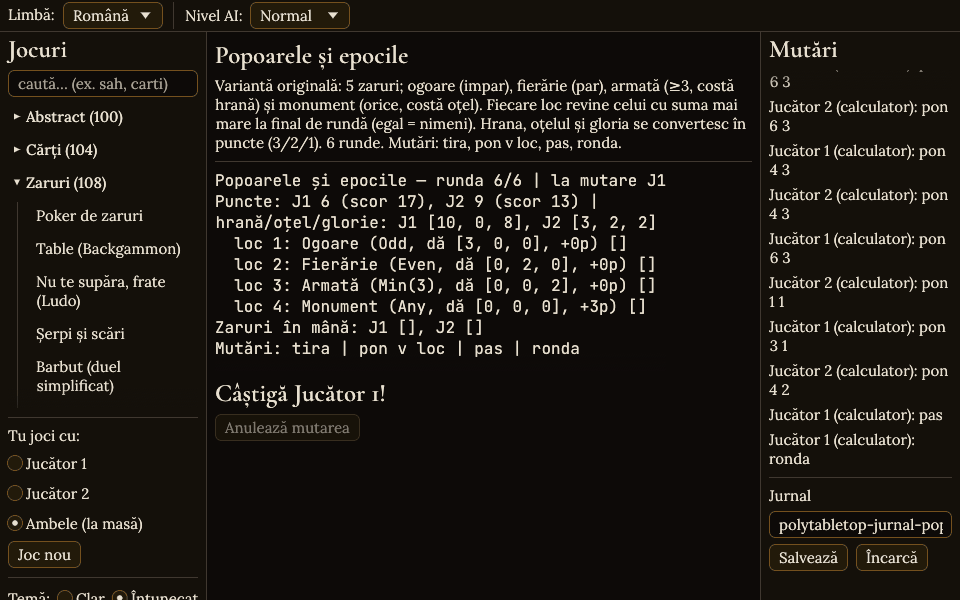 Limbă:
Română
Nivel AI:
Normal
Jocuri
caută... (ex. sah, carti)
Abstract (100)
Cărți (104)
Zaruri (108)
Poker de zaruri
Table (Backgammon)
Nu te supăra, frate
(Ludo)
Șerpi și scări
Barbut (duel
simplificat)
Tu joci cu:
Jucător 1
Jucător 2
Ambele (la masă)
Joc nou
Temă:
Clar
Întunecat
Popoarele și epocile
Variantă originală: 5 zaruri; ogoare (impar), fierărie (par), armată (≥3, costă
hrană) și monument (orice, costă oțel). Fiecare loc revine celui cu suma mai
mare la final de rundă (egal = nimeni). Hrana, oțelul și gloria se convertesc în
puncte (3/2/1). 6 runde. Mutări: tira, pon v loc, pas, ronda.
Popoarele și epocile — runda 6/6 | la mutare J1
Puncte: J1 6 (scor 17), J2 9 (scor 13) |
hrană/oțel/glorie: J1 [10, 0, 8], J2 [3, 2, 2]
loc 1: Ogoare (Odd, dă [3, 0, 0], +0p) []
loc 2: Fierărie (Even, dă [0, 2, 0], +0p) []
loc 3: Armată (Min(3), dă [0, 0, 2], +0p) []
loc 4: Monument (Any, dă [0, 0, 0], +3p) []
Zaruri în mână: J1 [], J2 []
Mutări: tira | pon v loc | pas | ronda
Câștigă Jucător 1!
Anulează mutarea
Mutări
6 3
Jucător 2 (calculator): pon
6 3
Jucător 1 (calculator): pon
4 3
Jucător 2 (calculator): pon
4 3
Jucător 1 (calculator): pon
6 3
Jucător 2 (calculator): pon
1 1
Jucător 1 (calculator): pon
3 1
Jucător 2 (calculator): pon
4 2
Jucător 1 (calculator): pas
Jucător 1 (calculator):
ronda
Jurnal
polytabletop-jurnal-pop
Salvează
Încarcă